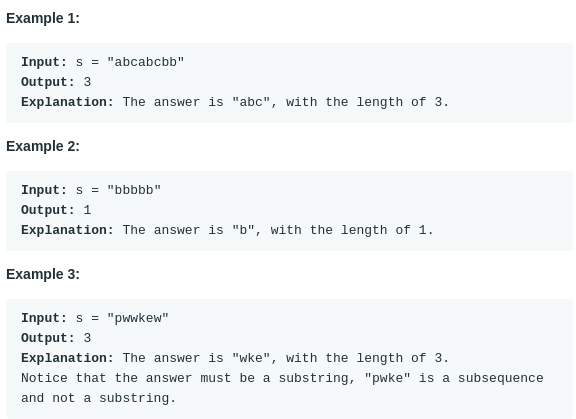 Example 1:
Input: s = "abcabcbb"
Output: 3
Explanation: The answer is "abc", with the length of 3.
Example 2:
Input: s = "bbbbb"
Output: 1
Explanation: The answer is "b", with the length of 1.
Example 3:
Input: s = "pwwkew"
Output: 3
Explanation: The answer is "wke", with the length of 3.
Notice that the answer must be a substring, "pwke" is a subsequence
and not a substring.